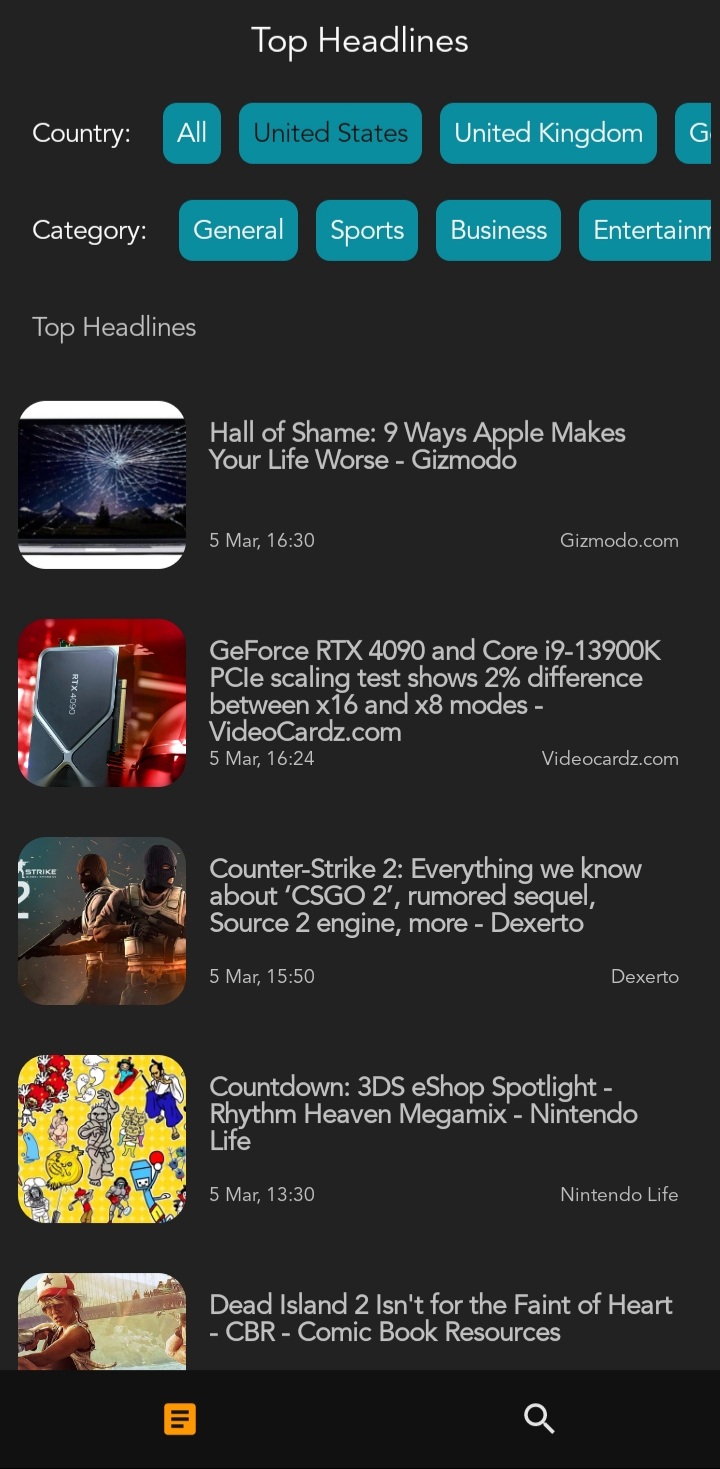 Top Headlines
Country: All United States United Kingdom
Category: General Sports Business Entertainm
Top Headlines
Hall of Shame: 9 Ways Apple Makes
Your Life Worse - Gizmodo
5 Mar, 16:30 Gizmodo.com
RTX 4090
GeForce RTX 4090 and Core i9-13900K
PCIe scaling test shows 2% difference
between x16 and x8 modes -
VideoCardz.com
5 Mar, 16:24 Videocardz.com
STRIKE
Counter-Strike 2: Everything we know
about ‘CSGO 2’, rumored sequel,
Source 2 engine, more - Dexerto
5 Mar, 15:50 Dexerto
Countdown: 3DS eShop Spotlight -
Rhythm Heaven Megamix - Nintendo
Life
5 Mar, 13:30 Nintendo Life
Dead Island 2 Isn't for the Faint of Heart
- CBR - Comic Book Resources